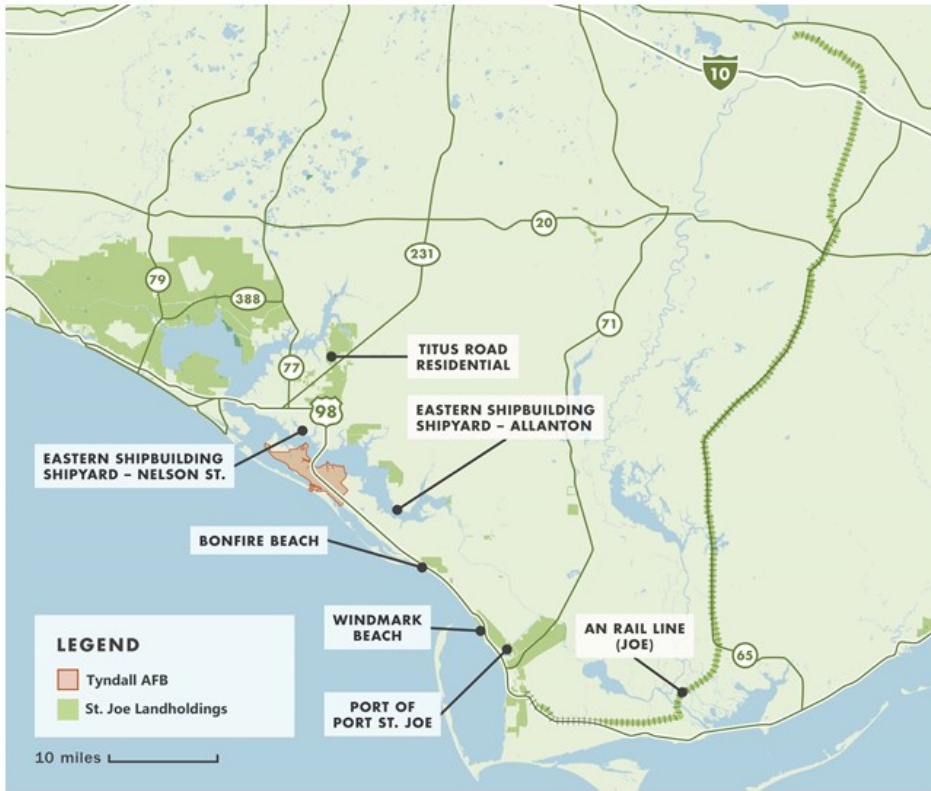 10
20
231
79
388
71
77
TITUS ROAD
RESIDENTIAL
98
EASTERN SHIPBUILDING
SHIPYARD – ALLANTON
EASTERN SHIPBUILDING
SHIPYARD – NELSON ST.
BONFIRE BEACH
WINDMARK
BEACH
AN RAIL LINE
(JOE)
65
PORT OF
PORT ST. JOE
LEGEND
Tyndall AFB
St. Joe Landholdings
10 miles